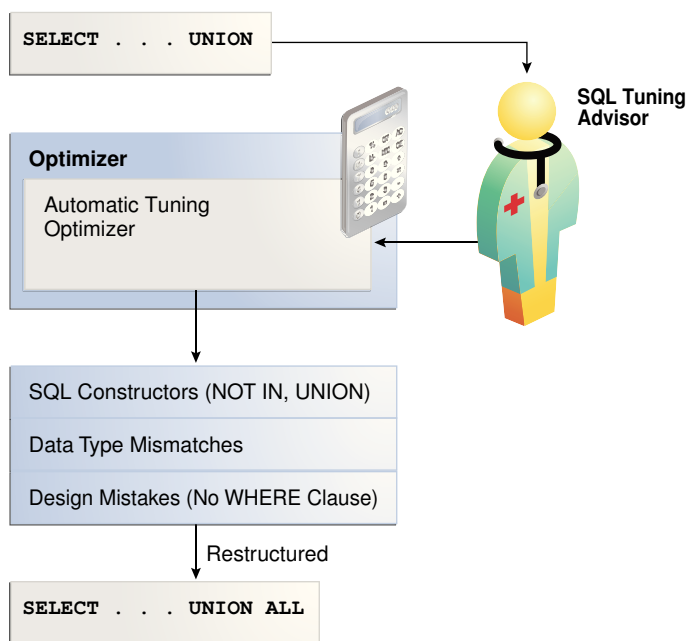 SELECT . . . UNION
SQL Tuning
Advisor
Optimizer
Automatic Tuning
Optimizer
SQL Constructors (NOT IN, UNION)
Data Type Mismatches
Design Mistakes (No WHERE Clause)
Restructured
SELECT . . . UNION ALL